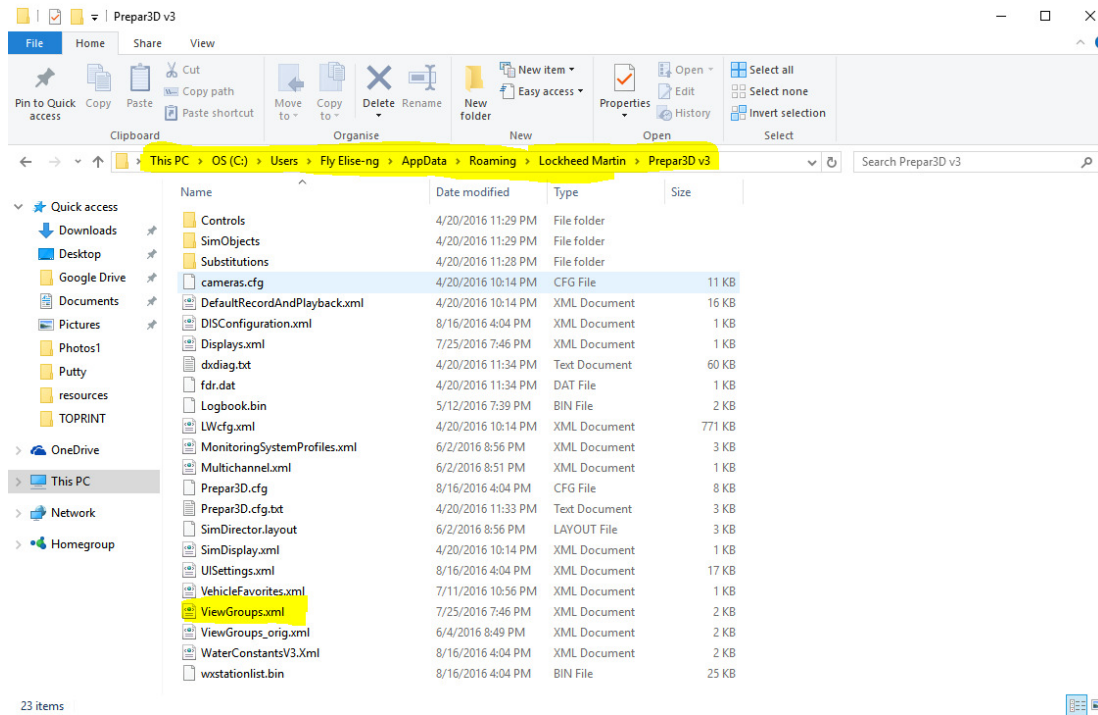 Prepar3D v3
File Home Share View
Pin to Quick access
Copy
Paste
Cut
Copy path
Paste shortcut
Move to
Copy to
Delete
Rename
New folder
New item
Easy access
Properties
Open
Edit
History
Select all
Select none
Invert selection
Clipboard Organise New Open Select
This PC > OS (C:) > Users > Fly Elise-ng > AppData > Roaming > Lockheed Martin > Prepar3D v3
Search Prepar3D v3
Quick access
Downloads
Desktop
Google Drive
Documents
Pictures
Photos1
Putty
resources
TOPRINT
OneDrive
This PC
Network
Homegroup
Name Date modified Type Size
Controls 4/20/2016 11:29 PM File folder
SimObjects 4/20/2016 11:29 PM File folder
Substitutions 4/20/2016 11:28 PM File folder
cameras.cfg 4/20/2016 10:14 PM CFG File 11 KB
DefaultRecordAndPlayback.xml 4/20/2016 10:14 PM XML Document 16 KB
DISConfiguration.xml 8/16/2016 4:04 PM XML Document 1 KB
Displays.xml 7/25/2016 7:46 PM XML Document 1 KB
dxdiag.txt 4/20/2016 11:34 PM Text Document 60 KB
fdr.dat 4/20/2016 11:34 PM DAT File 1 KB
Logbook.bin 5/12/2016 7:39 PM BIN File 2 KB
LWcfg.xml 4/20/2016 10:14 PM XML Document 771 KB
MonitoringSystemProfiles.xml 6/2/2016 8:56 PM XML Document 3 KB
Multichannel.xml 6/2/2016 8:51 PM XML Document 1 KB
Prepar3D.cfg 8/16/2016 4:04 PM CFG File 8 KB
Prepar3D.cfg.txt 4/20/2016 11:33 PM Text Document 3 KB
SimDirector.layout 6/2/2016 8:56 PM LAYOUT File 3 KB
SimDisplay.xml 4/20/2016 10:14 PM XML Document 1 KB
UISettings.xml 8/16/2016 4:04 PM XML Document 17 KB
VehicleFavorites.xml 7/11/2016 10:56 PM XML Document 1 KB
ViewGroups.xml 7/25/2016 7:46 PM XML Document 2 KB
ViewGroups_orig.xml 6/4/2016 8:49 PM XML Document 2 KB
WaterConstantsV3.Xml 8/16/2016 4:04 PM XML Document 2 KB
wxstationlist.bin 8/16/2016 4:04 PM BIN File 25 KB
23 items